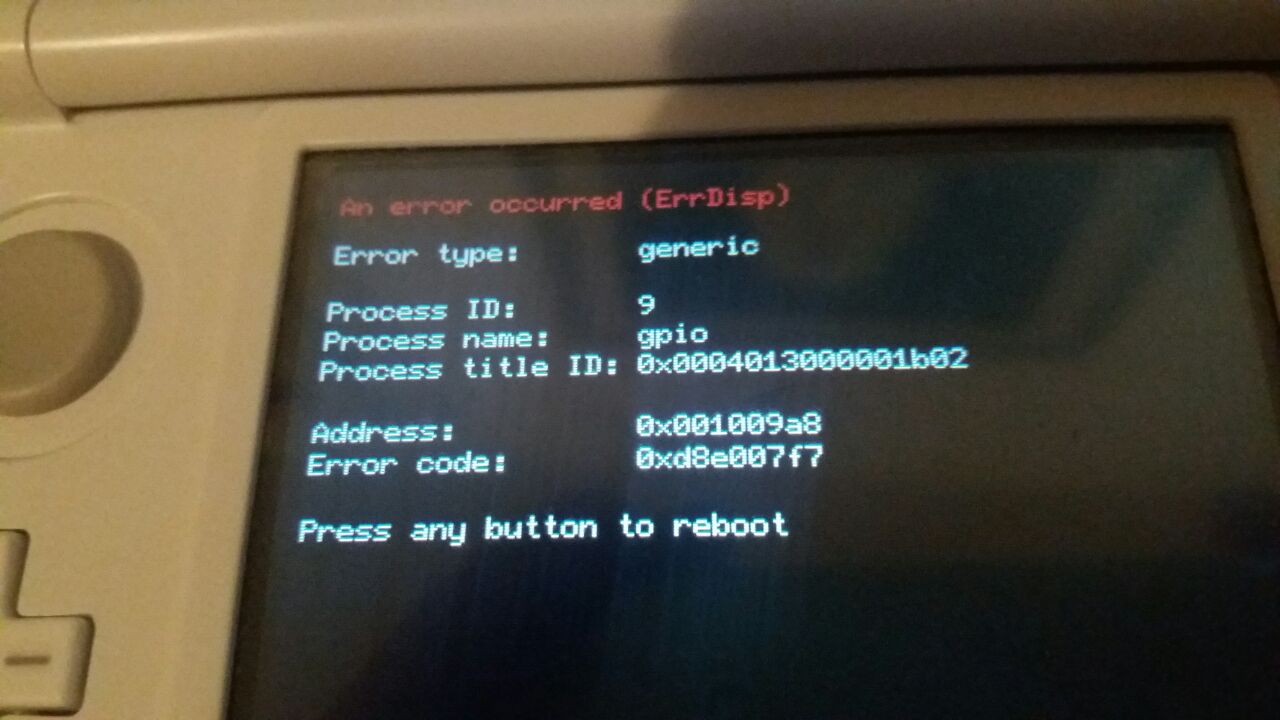 An error occurred (ErrDisp)
Error type: generic
Process ID: 9
Process name: gpio
Process title ID: 0x0004013000001b02
Address: 0x001009a8
Error code: 0xd8e007f7
Press any button to reboot